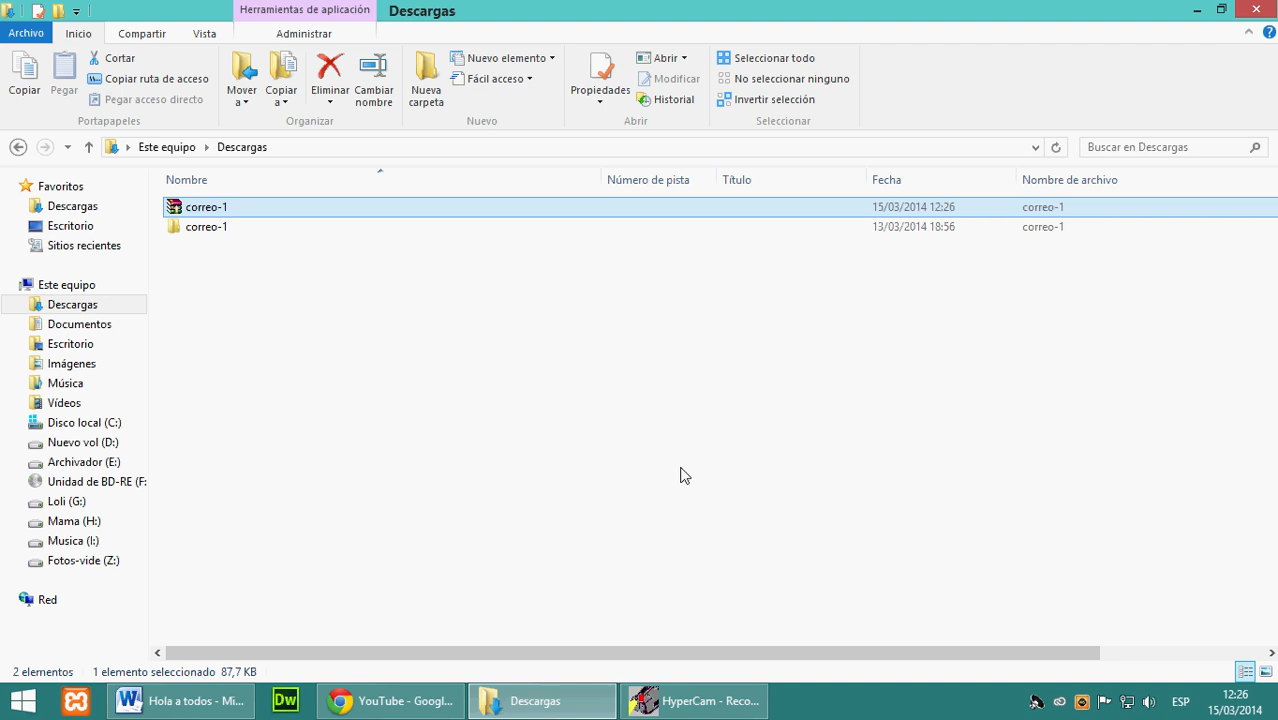 Herramientas de aplicación
Descargas
Archivo
Inicio
Compartir
Vista
Administrar
Copiar
Pegar
Cortar
Copiar ruta de acceso
Pegar acceso directo
Portapapeles
Mover a
Copiar a
Eliminar
Cambiar nombre
Organizar
Nueva carpeta
Nuevo elemento
Fácil acceso
Nuevo
Propiedades
Abrir
Modificar
Historial
Abrir
Seleccionar todo
No seleccionar ninguno
Invertir selección
Seleccionar
Este equipo
Descargas
Buscar en Descargas
Nombre
Número de pista
Título
Fecha
Nombre de archivo
correo-1
15/03/2014 12:26
correo-1
correo-1
13/03/2014 18:56
correo-1
Favoritos
Descargas
Escritorio
Sitios recientes
Este equipo
Descargas
Documentos
Escritorio
Imágenes
Música
Vídeos
Disco local (C:)
Nuevo vol (D:)
Archivador (E:)
Unidad de BD-RE (F:
Loli (G:)
Mama (H:)
Musica (I:)
Fotos-vide (Z:)
Red
2 elementos
1 elemento seleccionado 87,7 KB
Hola a todos - Mi...
Dw
YouTube - Googl...
Descargas
HyperCam - Reco...
ESP
12:26
15/03/2014